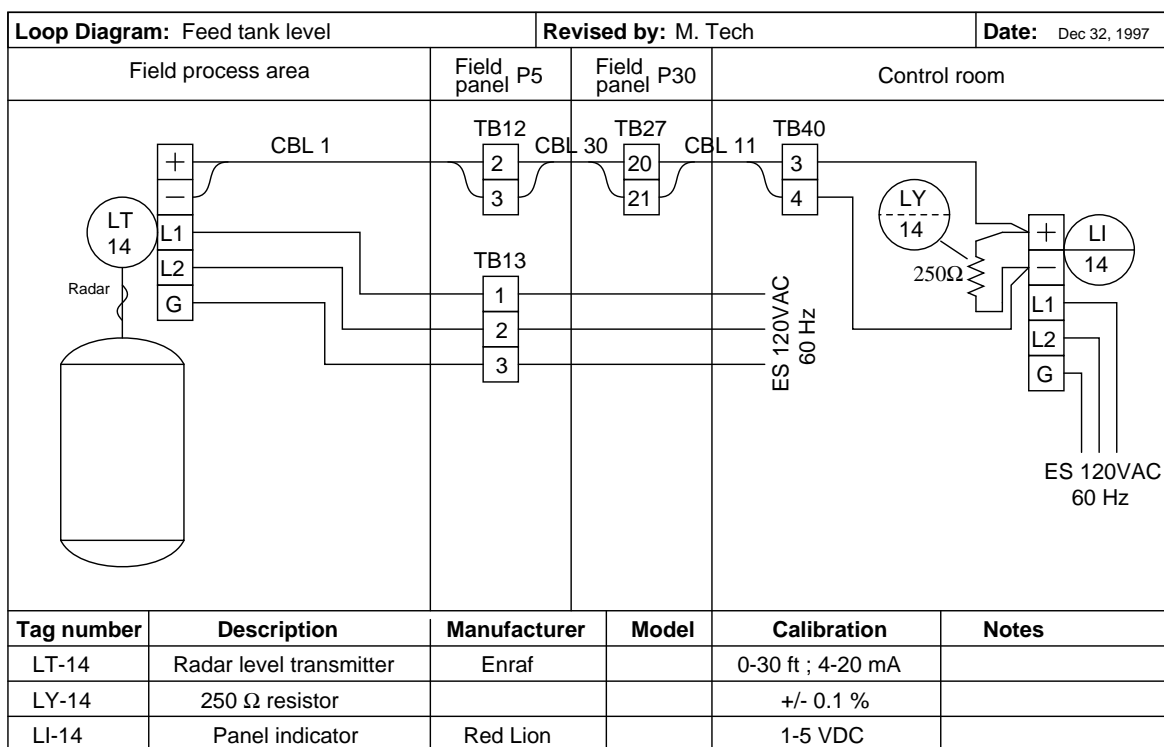 Loop Diagram: Feed tank level Revised by: M. Tech Date: Dec 32, 1997
Field process area
Field panel P5
Field panel P30
Control room
TB12
TB27
TB40
CBL 1
CBL 30
CBL 11
+
−
L1
L2
G
2
3
20
21
3
4
LT
14
Radar
TB13
1
2
3
ES 120VAC
60 Hz
LY
14
250Ω
+
−
L1
L2
G
LI
14
ES 120VAC
60 Hz
Tag number Description Manufacturer Model Calibration Notes
LT-14 Radar level transmitter Enraf 0-30 ft ; 4-20 mA
LY-14 250 Ω resistor +/- 0.1 %
LI-14 Panel indicator Red Lion 1-5 VDC